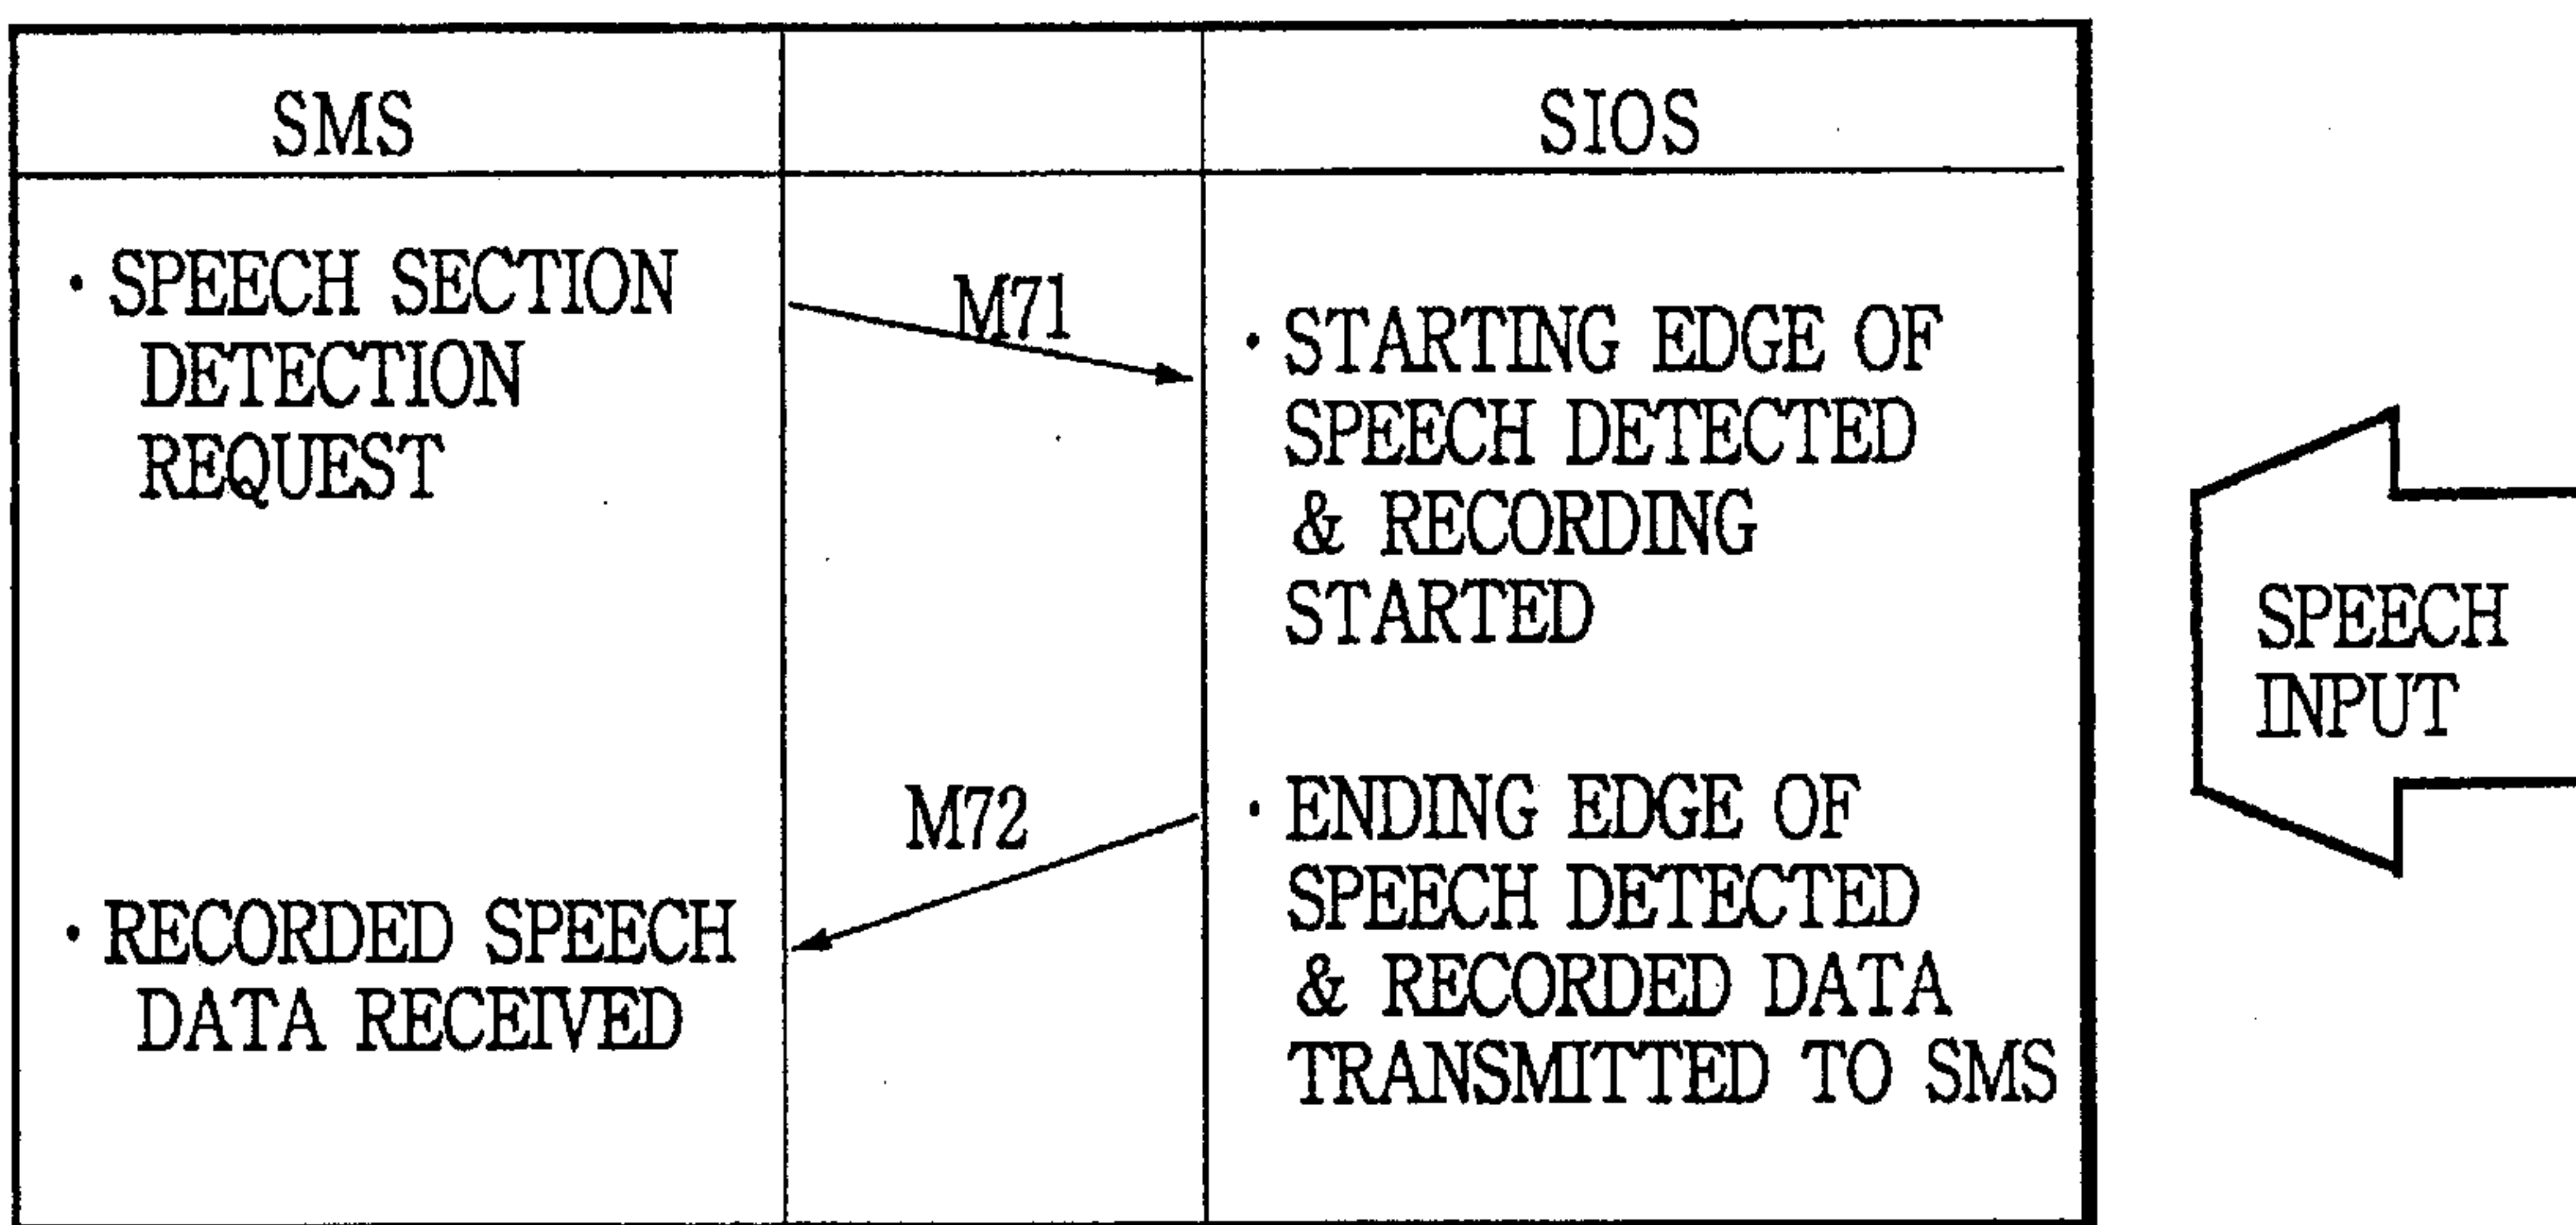 SMS
SIOS
· SPEECH SECTION
DETECTION
REQUEST
M71
· STARTING EDGE OF
SPEECH DETECTED
& RECORDING
STARTED
SPEECH
INPUT
M72
· ENDING EDGE OF
SPEECH DETECTED
& RECORDED DATA
TRANSMITTED TO SMS
· RECORDED SPEECH
DATA RECEIVED